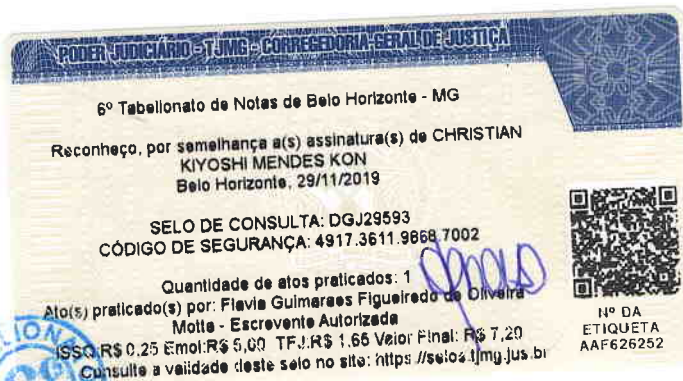 PODER JUDICIÁRIO - TJMG - CORREGEDORIA-GERAL DE JUSTIÇA
6º Tabelionato de Notas de Belo Horizonte - MG
Reconheço, por semelhança a(s) assinatura(s) de CHRISTIAN
KIYOSHI MENDES KON
Belo Horizonte, 29/11/2019
SELO DE CONSULTA: DGJ29593
CÓDIGO DE SEGURANÇA: 4917.3611.9868.7002
Quantidade de atos praticados: 1
Ato(s) praticado(s) por: Flavia Guimaraes Figueiredo de Oliveira
Motta - Escrevente Autorizada
ISSQ:R$ 0,25 Emol:R$ 5,00 TFJ:R$ 1,65 Valor Final: R$ 7,20
Consulte a validade deste selo no site: https://selos.tjmg.jus.br
Nº DA
ETIQUETA
AAF626252